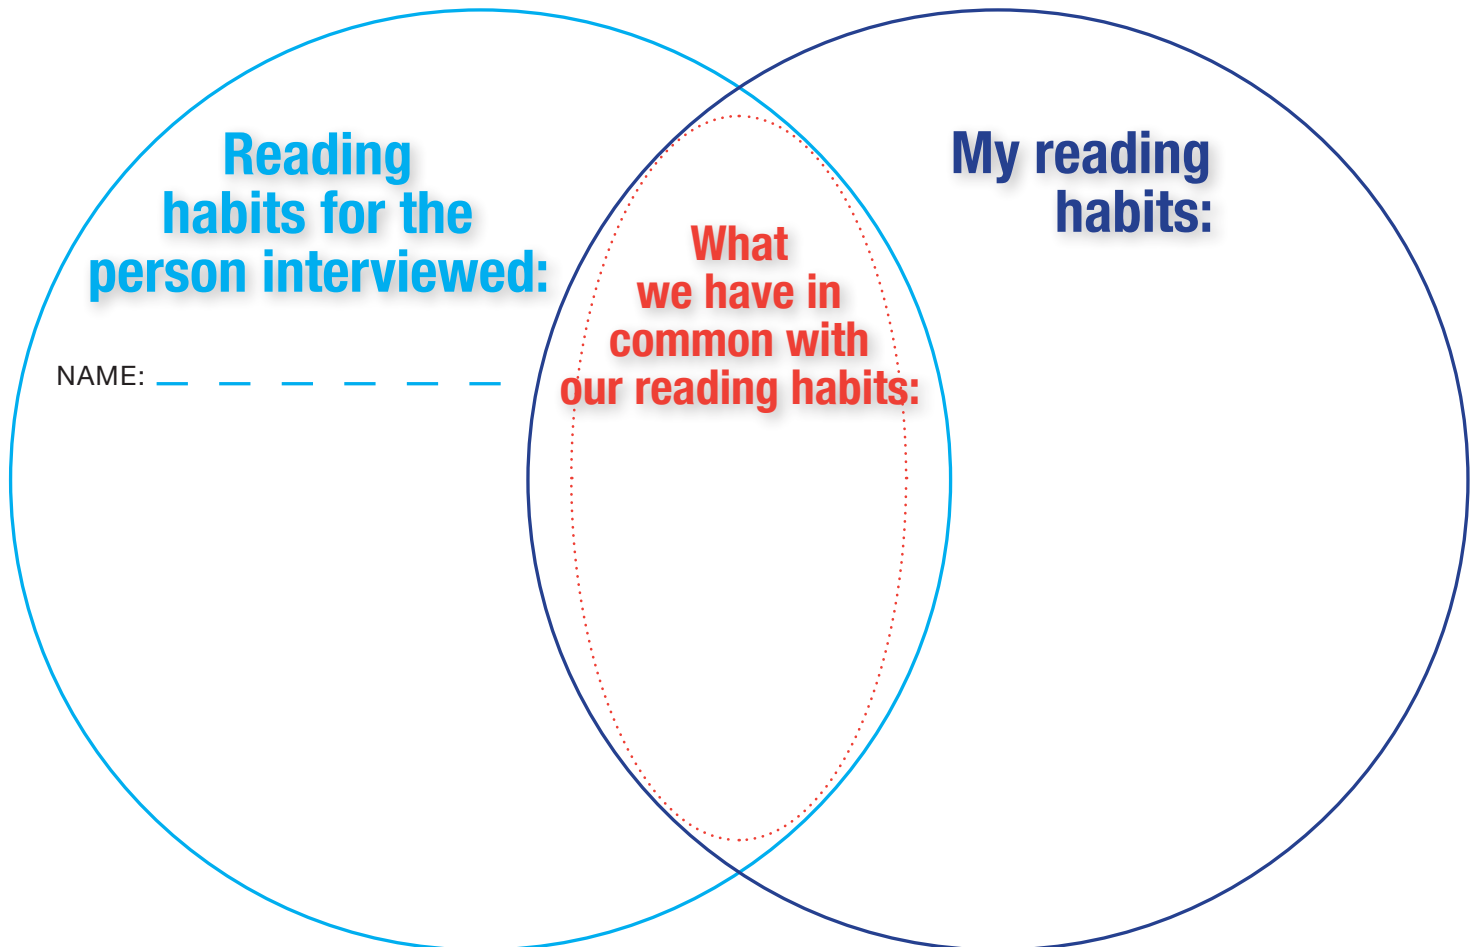 Reading
habits for the
person interviewed:
NAME:
What
we have in
common with
our reading habits:
My reading
habits: